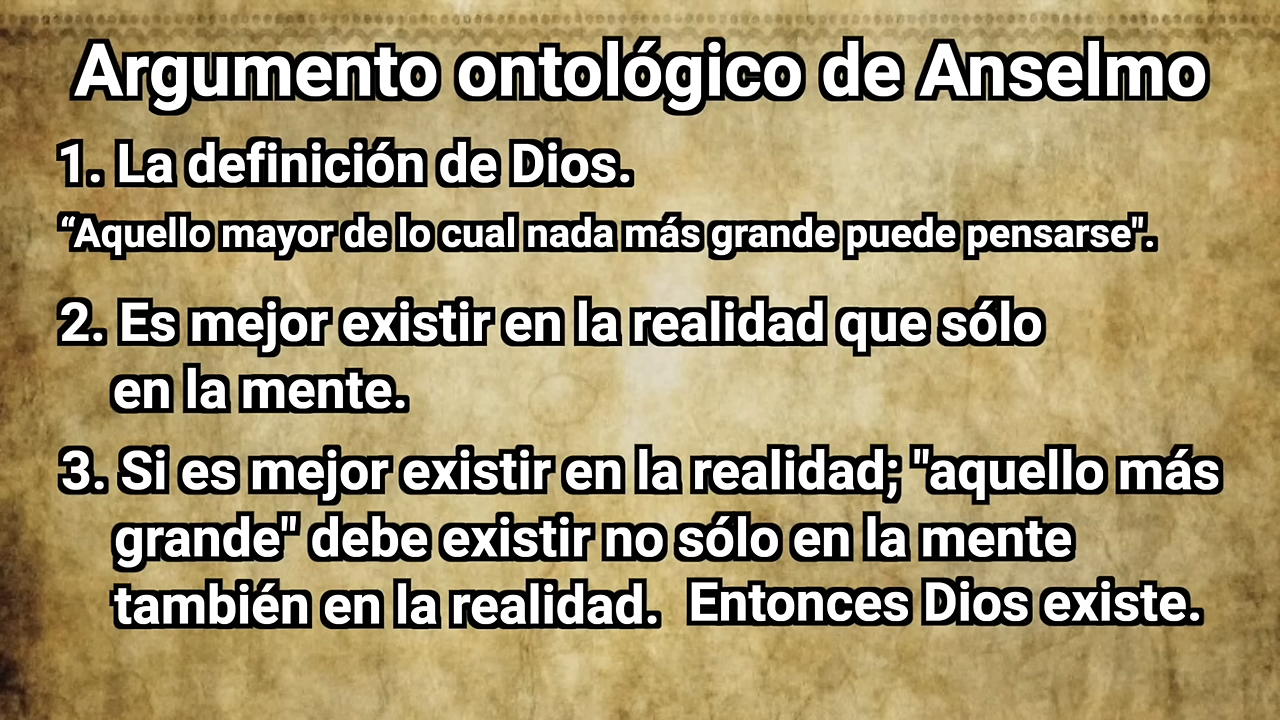 Argumento ontológico de Anselmo
1. La definición de Dios.
“Aquello mayor de lo cual nada más grande puede pensarse".
2. Es mejor existir en la realidad que sólo
en la mente.
3. Si es mejor existir en la realidad; "aquello más
grande" debe existir no sólo en la mente
también en la realidad. Entonces Dios existe.